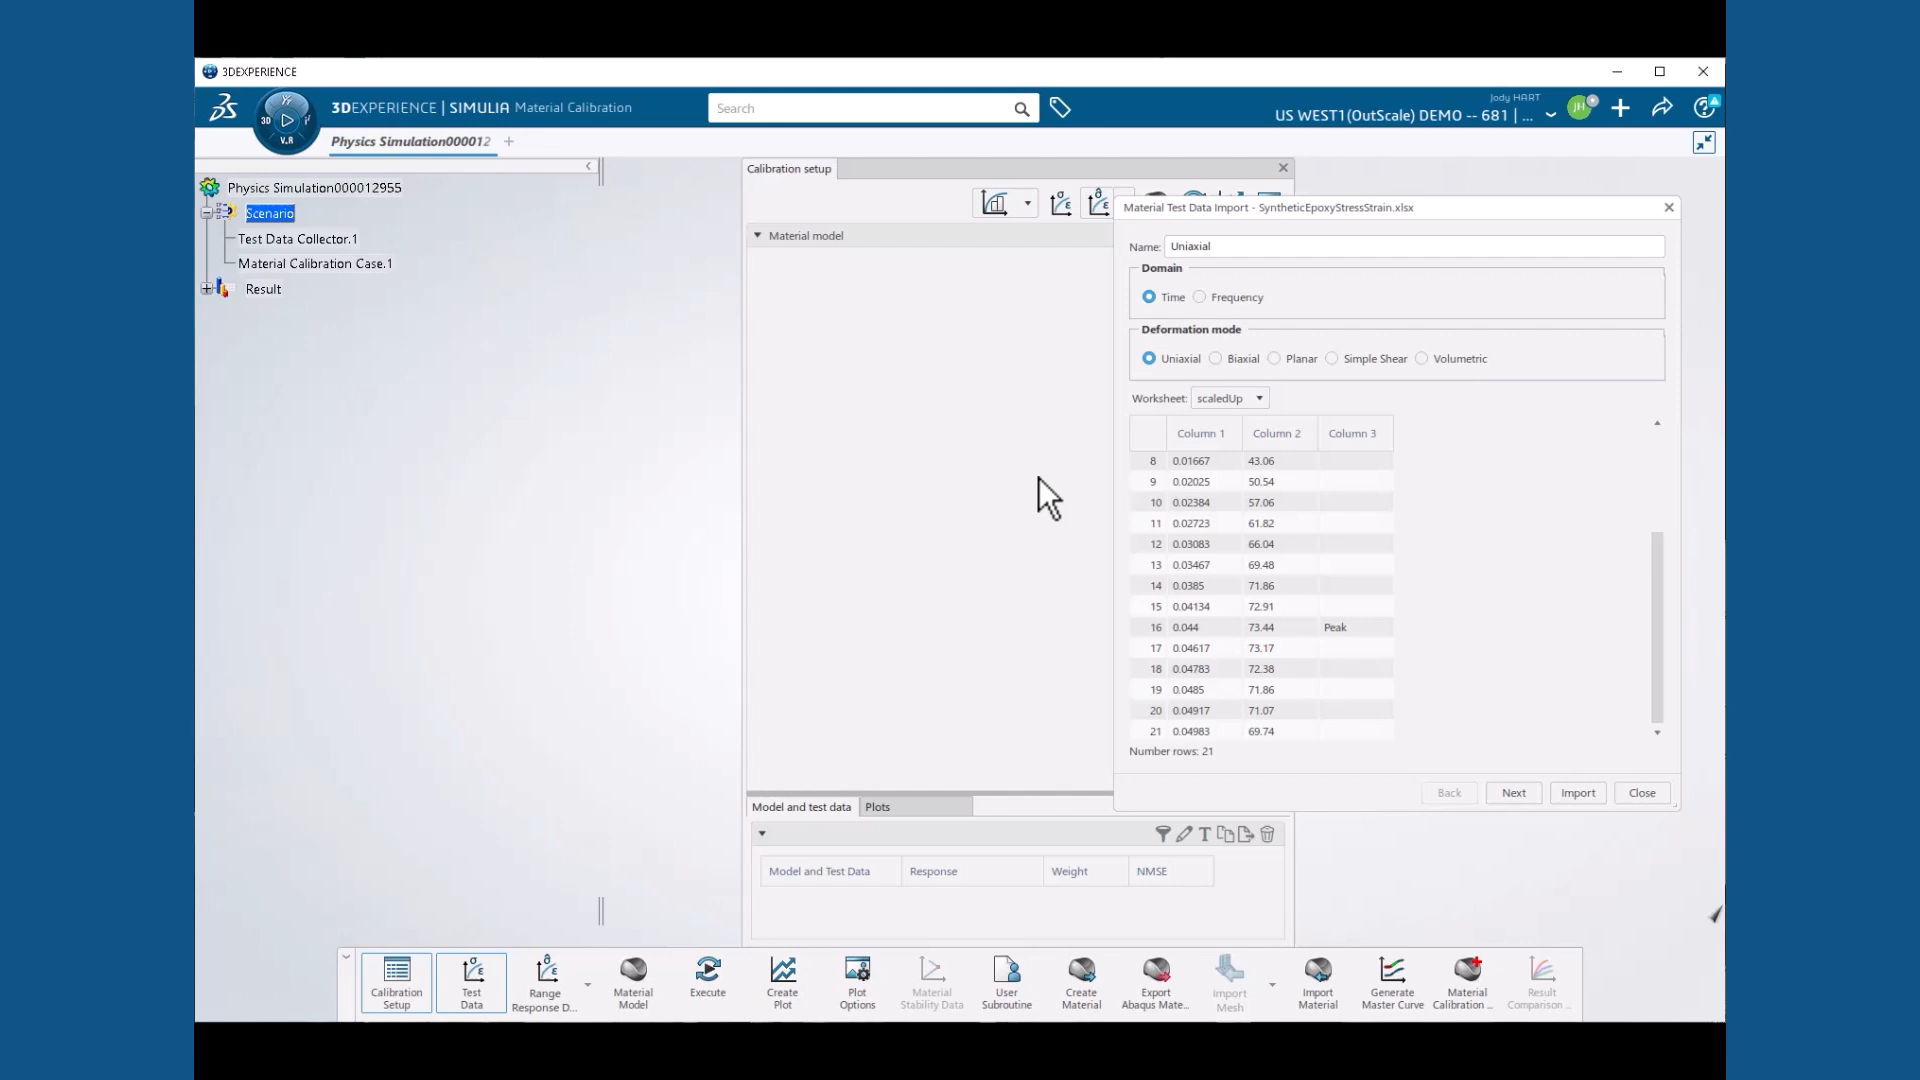 3DEXPERIENCE
3DEXPERIENCE | SIMULIA Material Calibration
Search
Jody HART
US WEST1(OutScale) DEMO -- 681 | ...
JH
3D
V.R
Physics Simulation000012
Physics Simulation000012955
Scenario
Test Data Collector.1
Material Calibration Case.1
Result
Calibration setup
Material model
Material Test Data Import - SyntheticEpoxyStressStrain.xlsx
Name: Uniaxial
Domain
Time Frequency
Deformation mode
Uniaxial Biaxial Planar Simple Shear Volumetric
Worksheet: scaledUp
Column 1 Column 2 Column 3
8 0.01667 43.06
9 0.02025 50.54
10 0.02384 57.06
11 0.02723 61.82
12 0.03083 66.04
13 0.03467 69.48
14 0.0385 71.86
15 0.04134 72.91
16 0.044 73.44 Peak
17 0.04617 73.17
18 0.04783 72.38
19 0.0485 71.86
20 0.04917 71.07
21 0.04983 69.74
Number rows: 21
Back Next Import Close
Model and test data Plots
Model and Test Data Response Weight NMSE
Calibration Setup
Test Data
Range Response D...
Material Model
Execute
Create Plot
Plot Options
Material Stability Data
User Subroutine
Create Material
Export Abaqus Mate...
Import Mesh
Import Material
Generate Master Curve
Material Calibration ...
Result Comparison ...